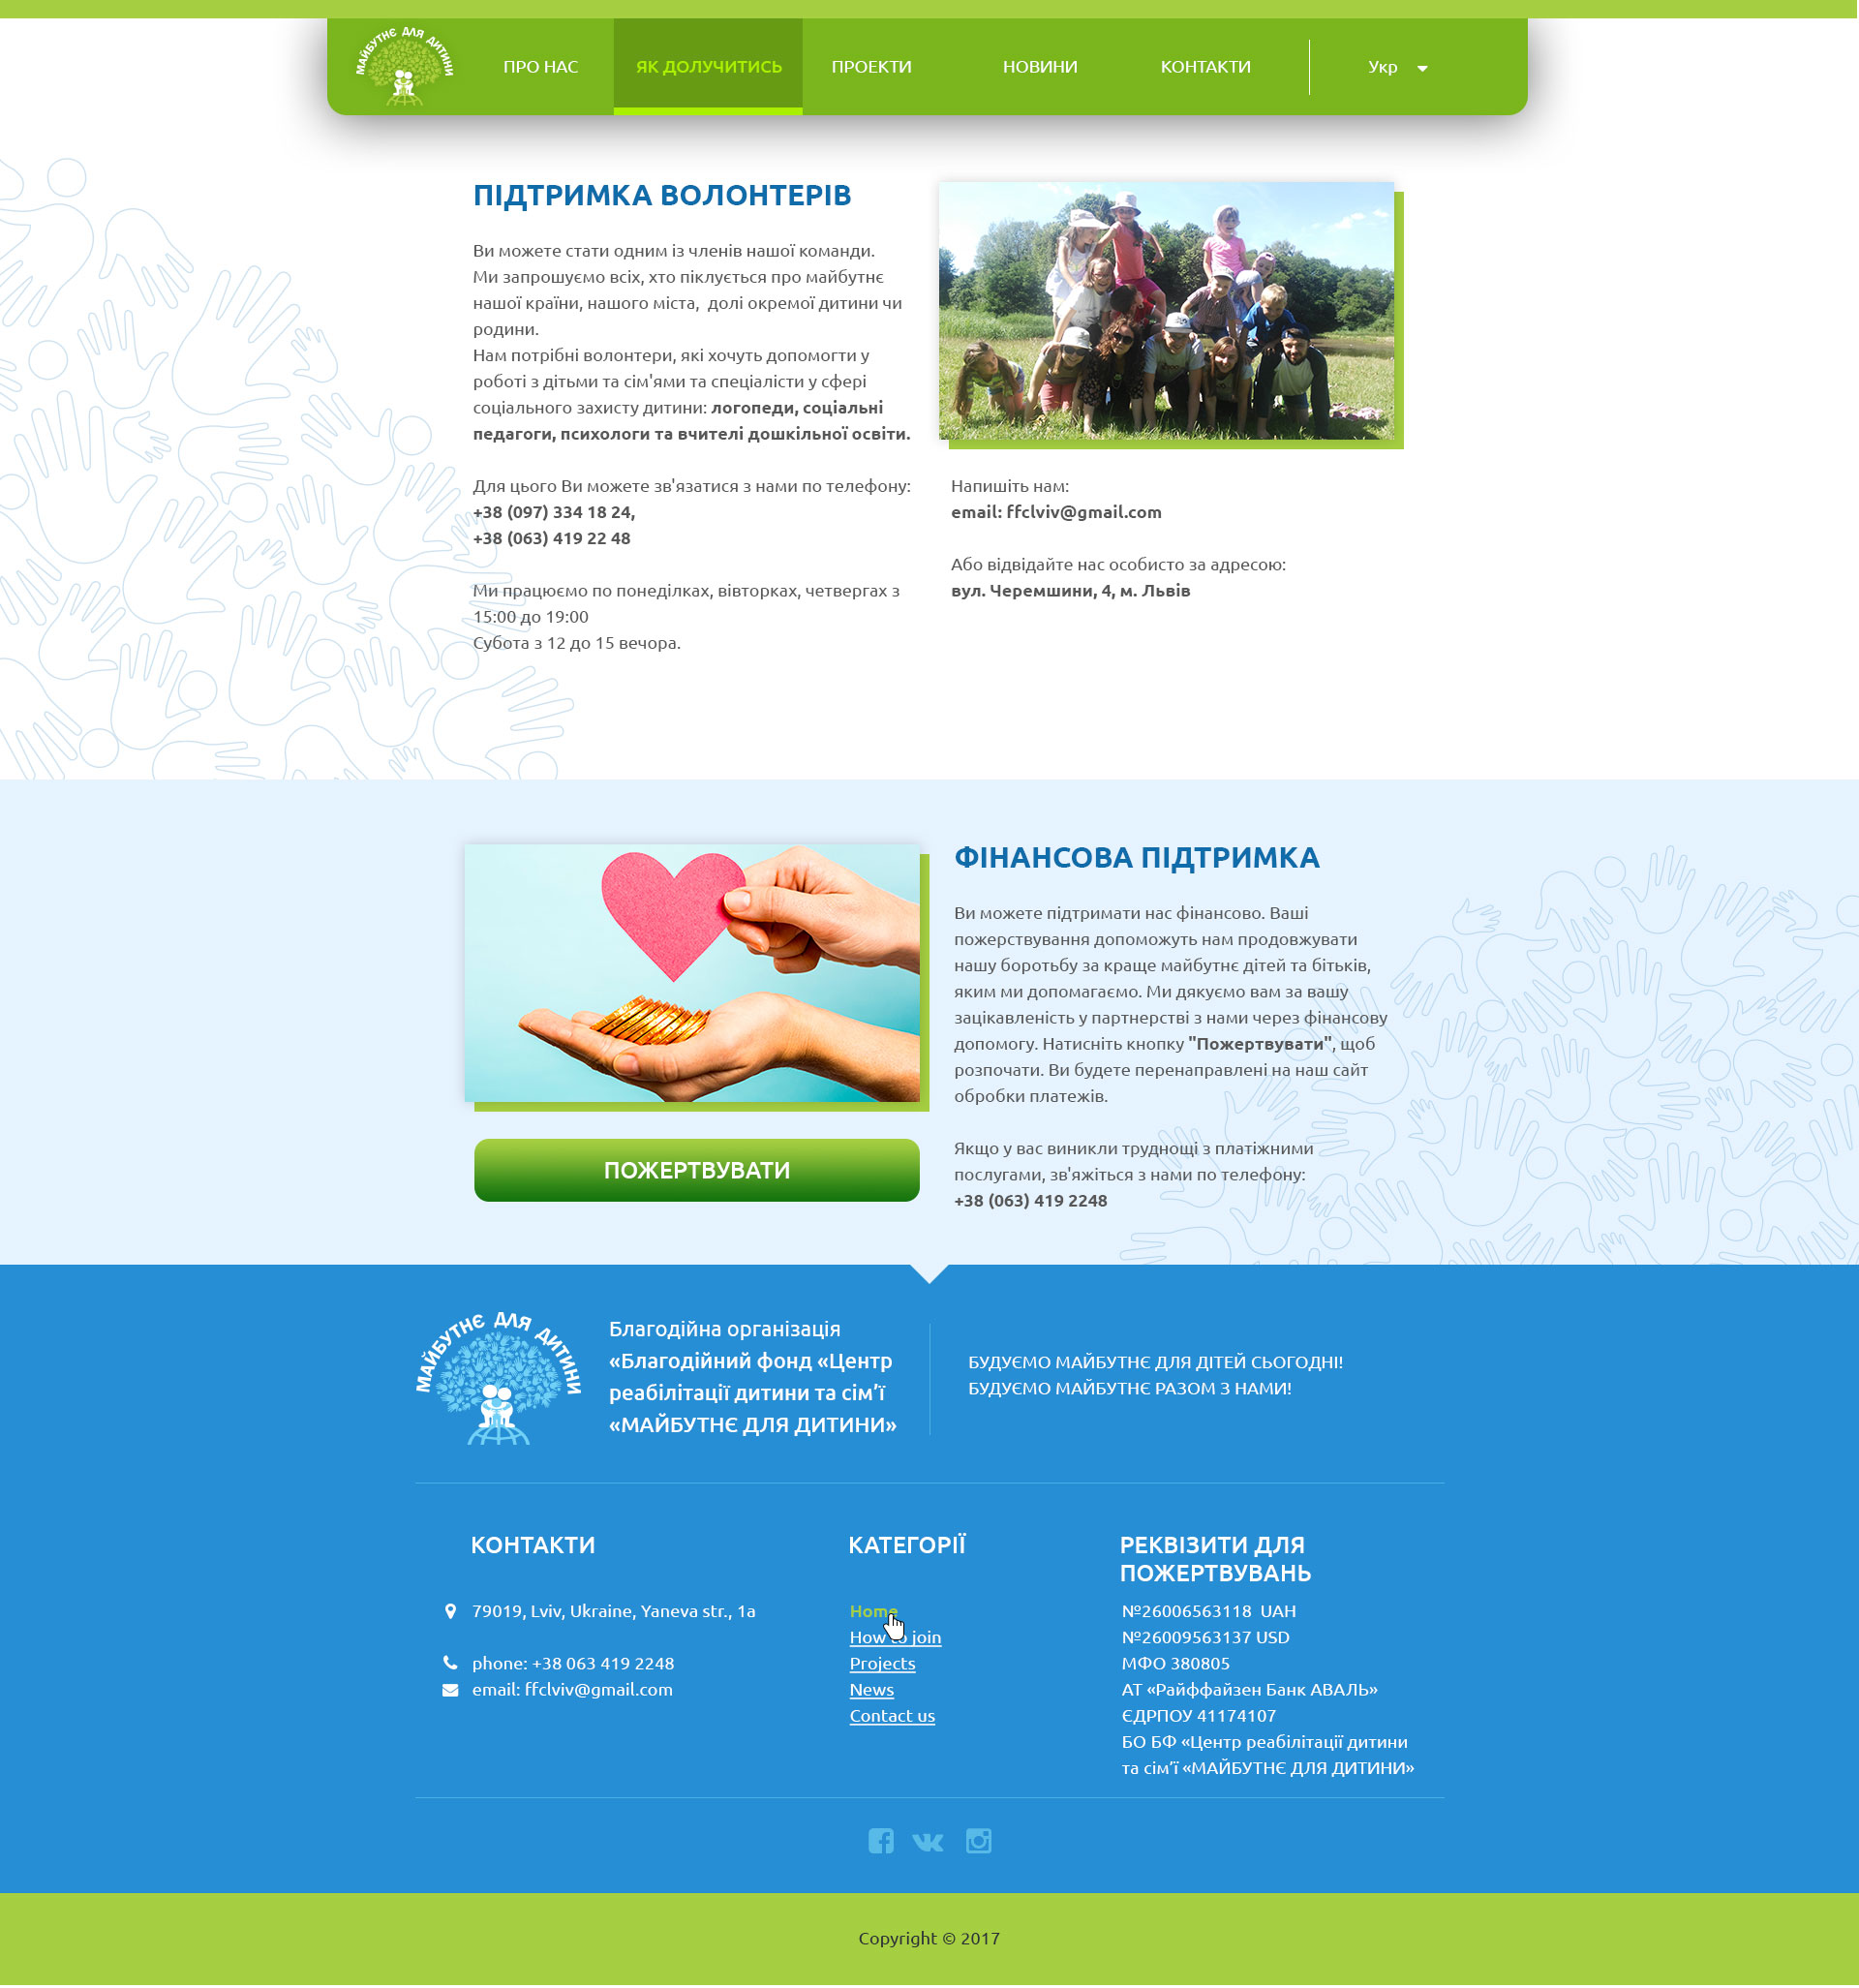 МАЙБУТНЄ ДЛЯ ДИТИНИ
ПРО НАС
ЯК ДОЛУЧИТИСЬ
ПРОЕКТИ
НОВИНИ
КОНТАКТИ
Укр
ПІДТРИМКА ВОЛОНТЕРІВ
Ви можете стати одним із членів нашої команди.
Ми запрошуємо всіх, хто піклується про майбутнє
нашої країни, нашого міста,  долі окремої дитини чи
родини.
Нам потрібні волонтери, які хочуть допомогти у
роботі з дітьми та сім'ями та спеціалісти у сфері
соціального захисту дитини: логопеди, соціальні
педагоги, психологи та вчителі дошкільної освіти.
Для цього Ви можете зв'язатися з нами по телефону:
+38 (097) 334 18 24,
+38 (063) 419 22 48
Ми працюємо по понеділках, вівторках, четвергах з
15:00 до 19:00
Субота з 12 до 15 вечора.
Напишіть нам:
email: ffclviv@gmail.com
Або відвідайте нас особисто за адресою:
вул. Черемшини, 4, м. Львів
ФІНАНСОВА ПІДТРИМКА
Ви можете підтримати нас фінансово. Ваші
пожерствування допоможуть нам продовжувати
нашу боротьбу за краще майбутнє дітей та бітьків,
яким ми допомагаємо. Ми дякуємо вам за вашу
зацікавленість у партнерстві з нами через фінансову
допомогу. Натисніть кнопку "Пожертвувати", щоб
розпочати. Ви будете перенаправлені на наш сайт
обробки платежів.
Якщо у вас виникли труднощі з платіжними
послугами, зв'яжіться з нами по телефону:
+38 (063) 419 2248
ПОЖЕРТВУВАТИ
МАЙБУТНЄ ДЛЯ ДИТИНИ
Благодійна організація
«Благодійний фонд «Центр
реабілітації дитини та сім’ї
«МАЙБУТНЄ ДЛЯ ДИТИНИ»
БУДУЄМО МАЙБУТНЄ ДЛЯ ДІТЕЙ СЬОГОДНІ!
БУДУЄМО МАЙБУТНЄ РАЗОМ З НАМИ!
КОНТАКТИ
79019, Lviv, Ukraine, Yaneva str., 1a
phone: +38 063 419 2248
email: ffclviv@gmail.com
КАТЕГОРІЇ
Home
How to join
Projects
News
Contact us
РЕКВІЗИТИ ДЛЯ
ПОЖЕРТВУВАНЬ
№26006563118  UAH
№26009563137 USD
МФО 380805
АТ «Райффайзен Банк АВАЛЬ»
ЄДРПОУ 41174107
БО БФ «Центр реабілітації дитини
та сім’ї «МАЙБУТНЄ ДЛЯ ДИТИНИ»
Copyright © 2017